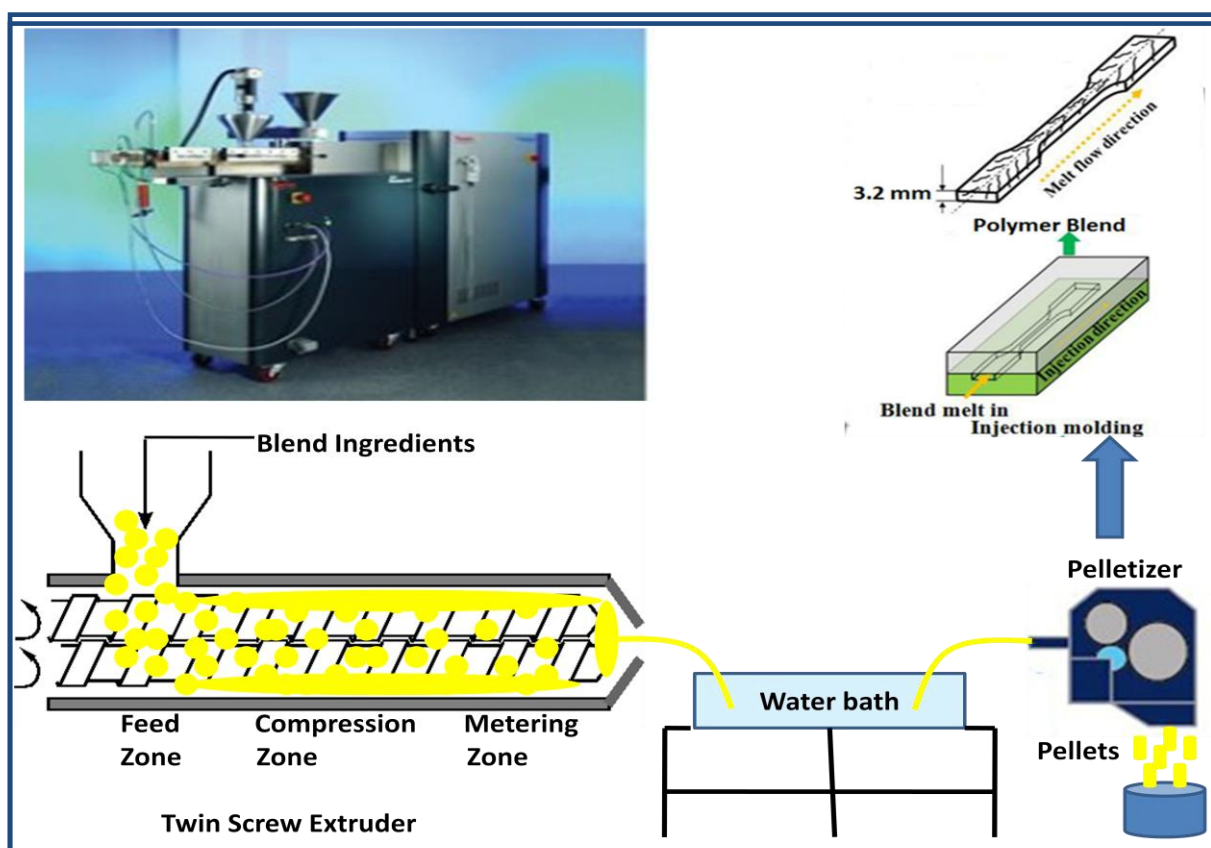 Melt flow direction
3.2 mm
Polymer Blend
Injection direction
Blend melt in
Injection molding
Blend Ingredients
Pelletizer
Water bath
Feed
Zone
Compression
Zone
Metering
Zone
Pellets
Twin Screw Extruder